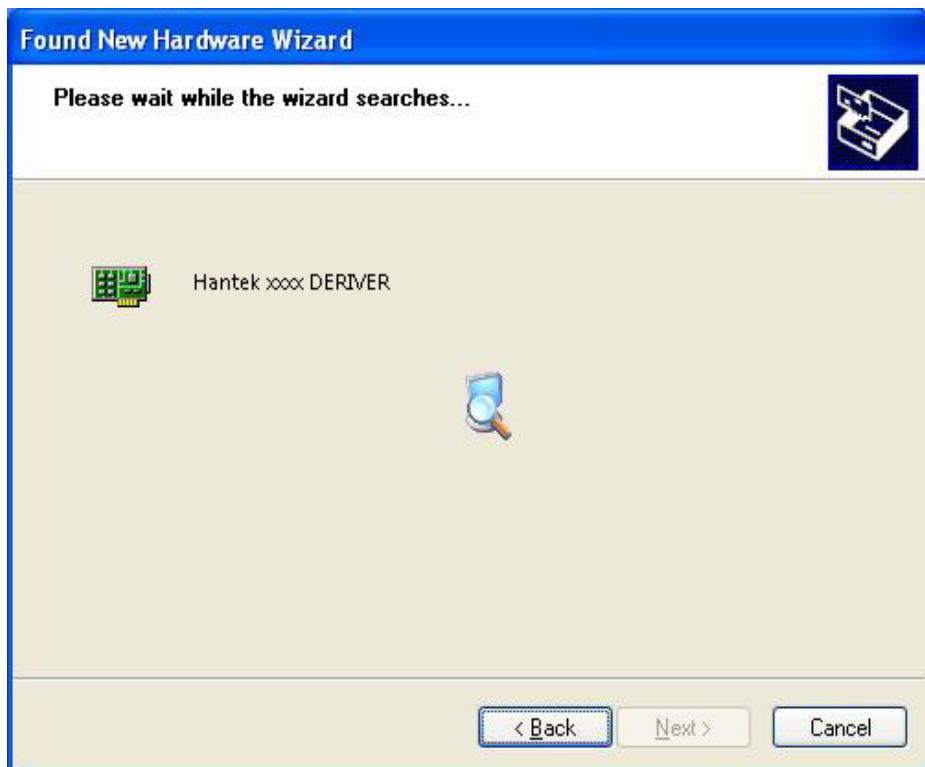 Found New Hardware Wizard
Please wait while the wizard searches...
Hantek xxxx DERIVER
< Back
Next >
Cancel